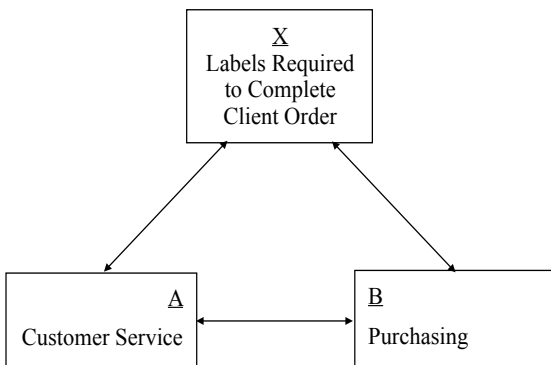 X
Labels Required
to Complete
Client Order
A
Customer Service
B
Purchasing